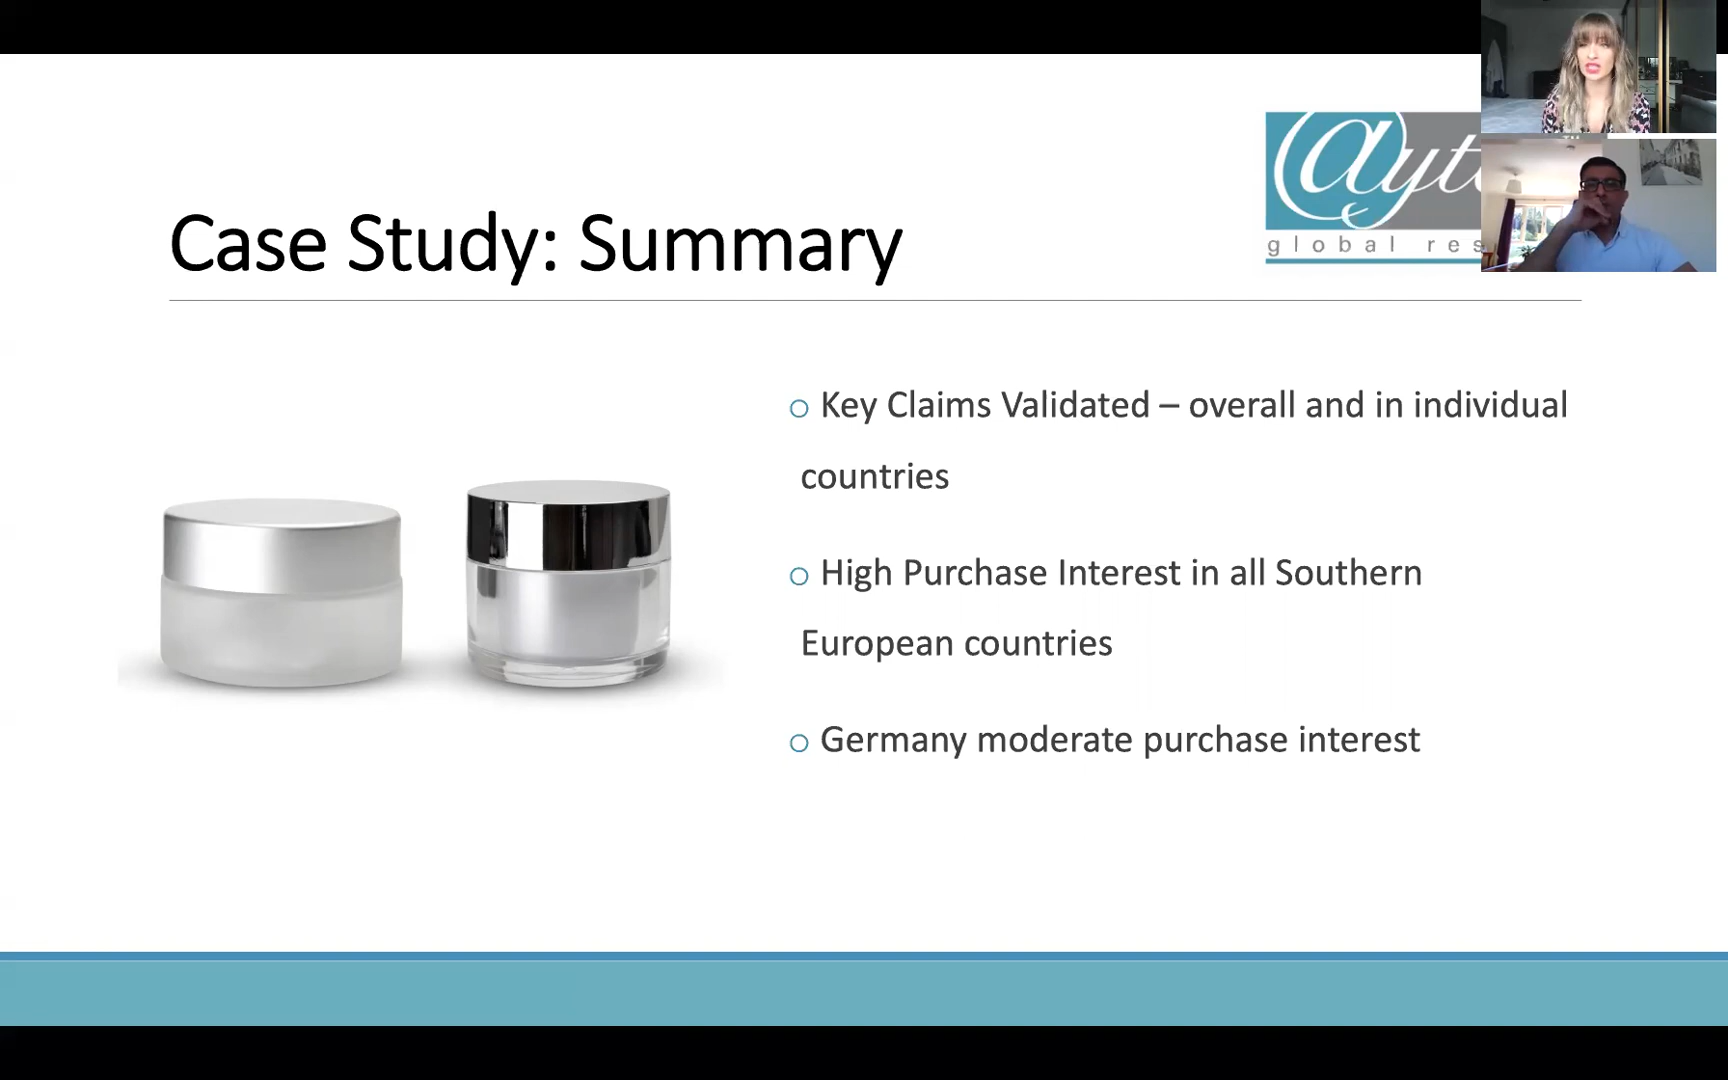 global
Case Study: Summary
o Key Claims Validated – overall and in individual
countries
o High Purchase Interest in all Southern
European countries
o Germany moderate purchase interest